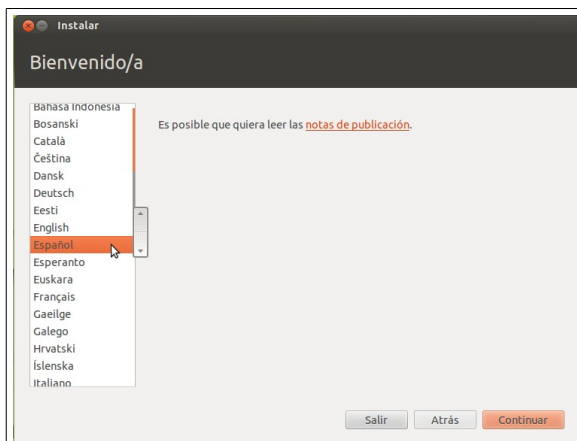 Instalar
Bienvenido/a
Bahasa Indonesia
Bosanski
Català
Čeština
Dansk
Deutsch
Eesti
English
Español
Esperanto
Euskara
Français
Gaeilge
Galego
Hrvatski
Íslenska
Italiano
Es posible que quiera leer las notas de publicación.
Salir Atrás Continuar